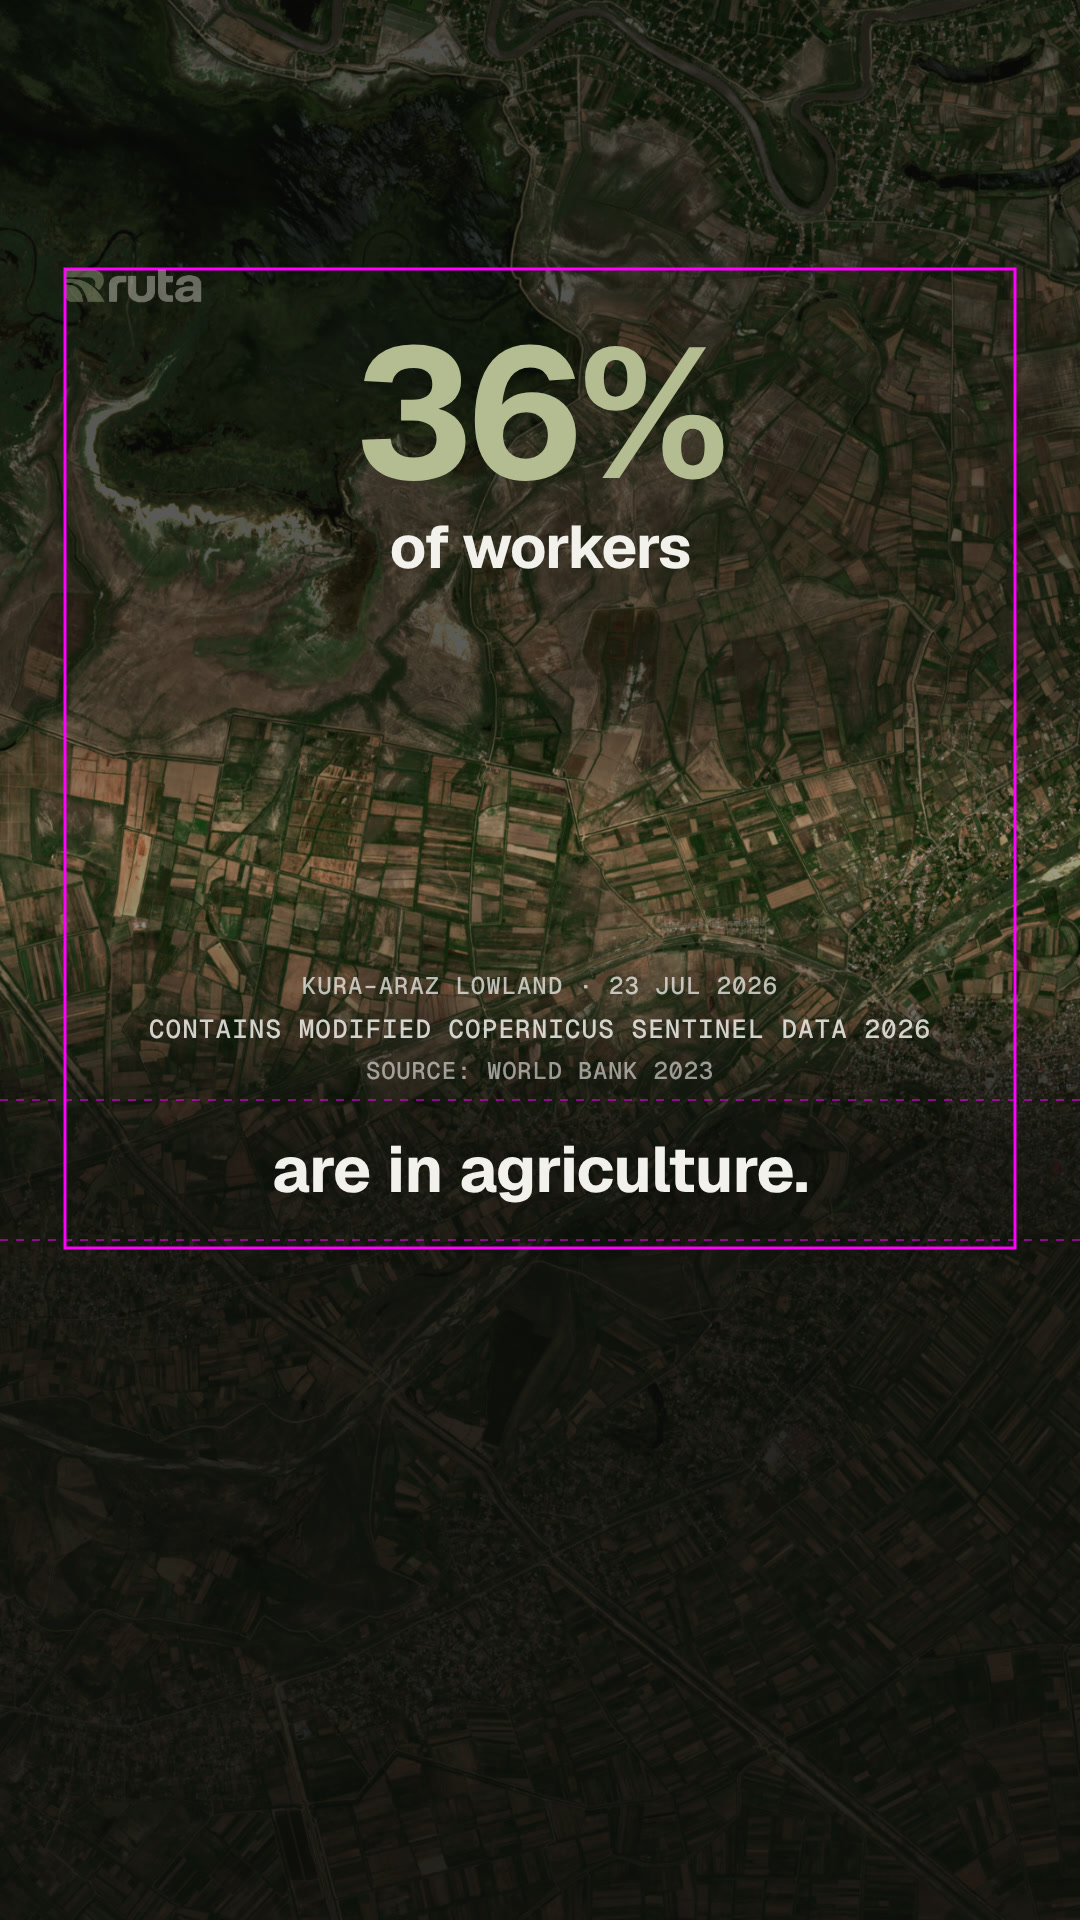 ruta
36%
of workers
KURA-ARAZ LOWLAND · 23 JUL 2026
CONTAINS MODIFIED COPERNICUS SENTINEL DATA 2026
SOURCE: WORLD BANK 2023
are in agriculture.